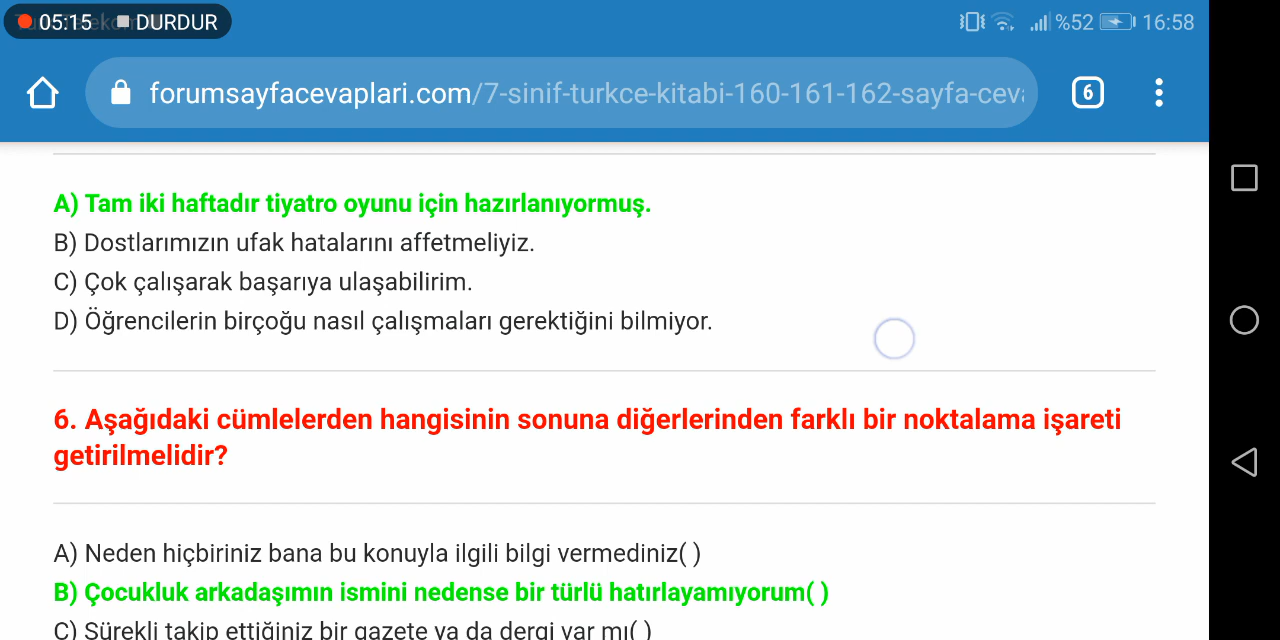 05:15 DURDUR %52 16:58
forumsayfacevaplari.com/7-sinif-turkce-kitabi-160-161-162-sayfa-ceva
6
A) Tam iki haftadır tiyatro oyunu için hazırlanıyormuş.
B) Dostlarımızın ufak hatalarını affetmeliyiz.
C) Çok çalışarak başarıya ulaşabilirim.
D) Öğrencilerin birçoğu nasıl çalışmaları gerektiğini bilmiyor.
6. Aşağıdaki cümlelerden hangisinin sonuna diğerlerinden farklı bir noktalama işareti
getirilmelidir?
A) Neden hiçbiriniz bana bu konuyla ilgili bilgi vermediniz( )
B) Çocukluk arkadaşımın ismini nedense bir türlü hatırlayamıyorum( )
C) Sürekli takip ettiğiniz bir gazete ya da dergi var mı( )